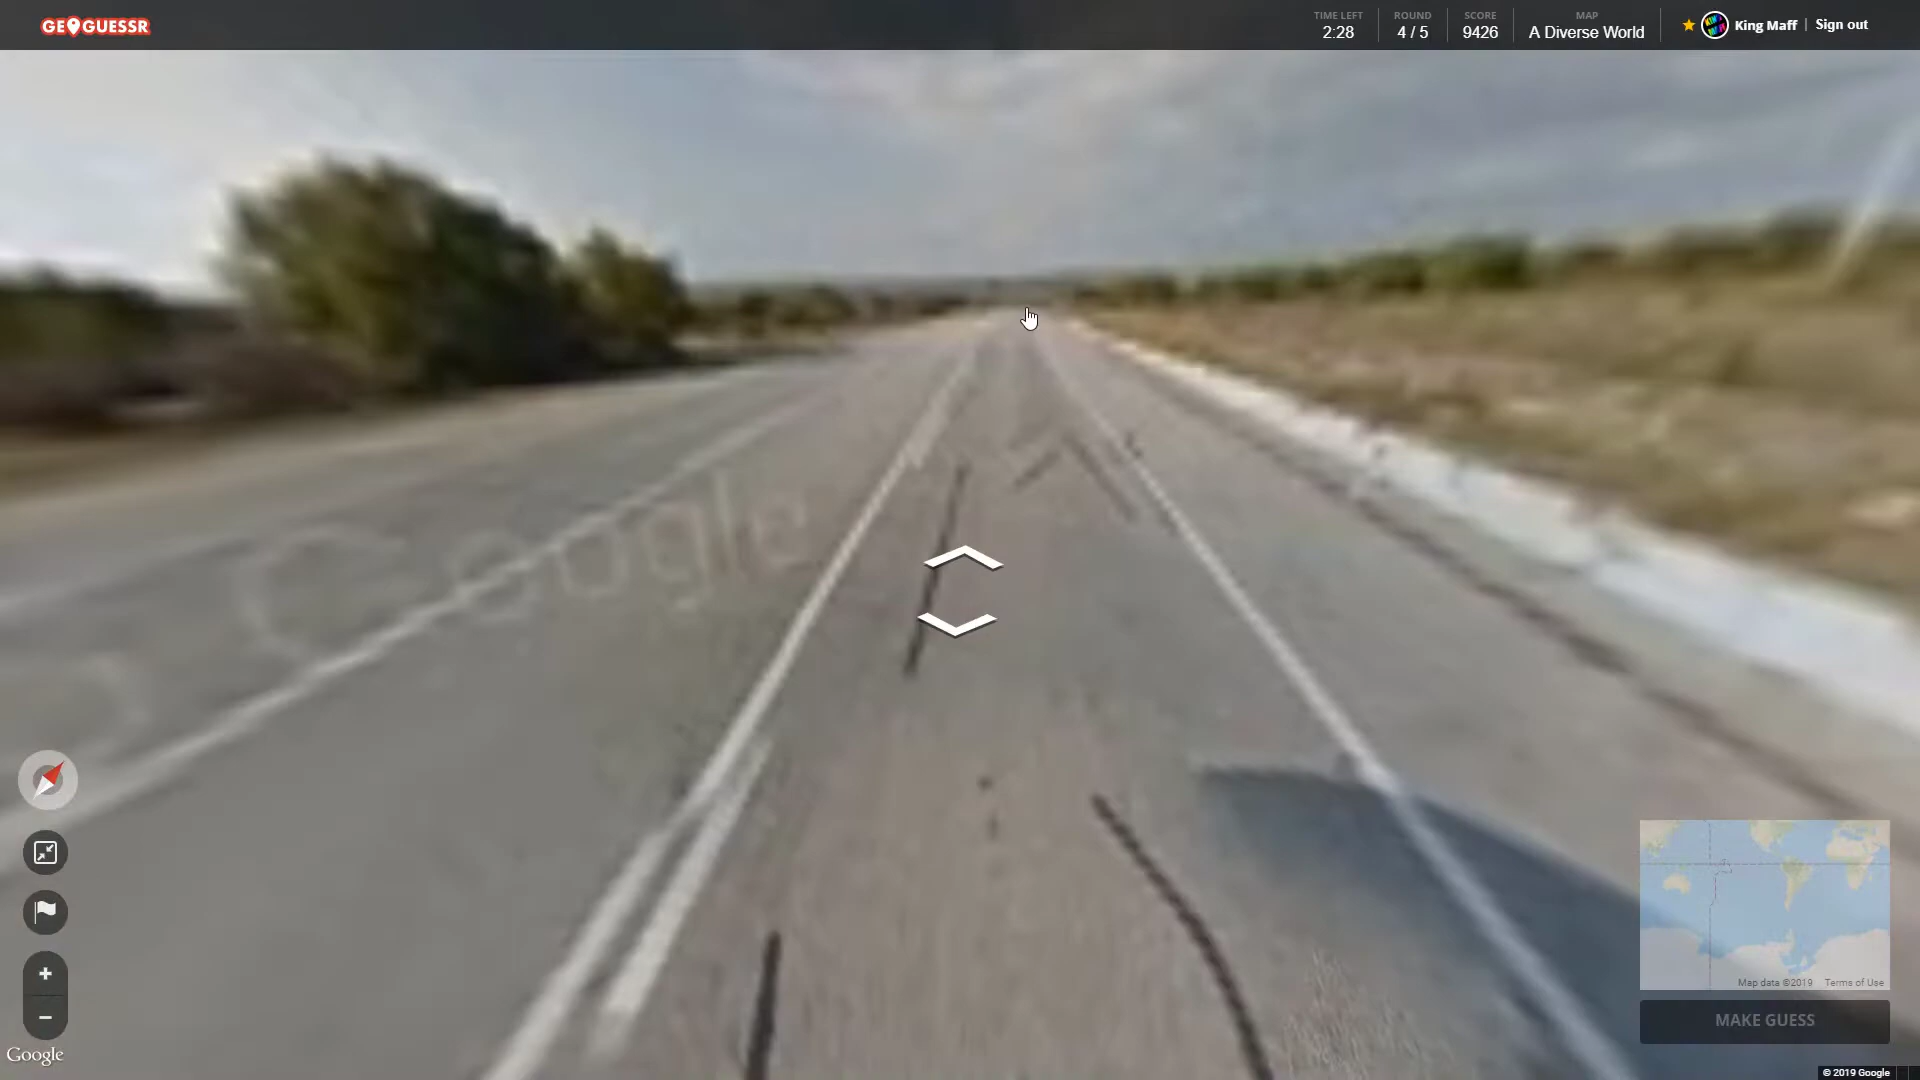 GEOGUESSR
TIME LEFT
2:28
ROUND
4 / 5
SCORE
9426
MAP
A Diverse World
King Maff
Sign out
Google
+
−
Google
Map data ©2019
Terms of Use
MAKE GUESS
© 2019 Google